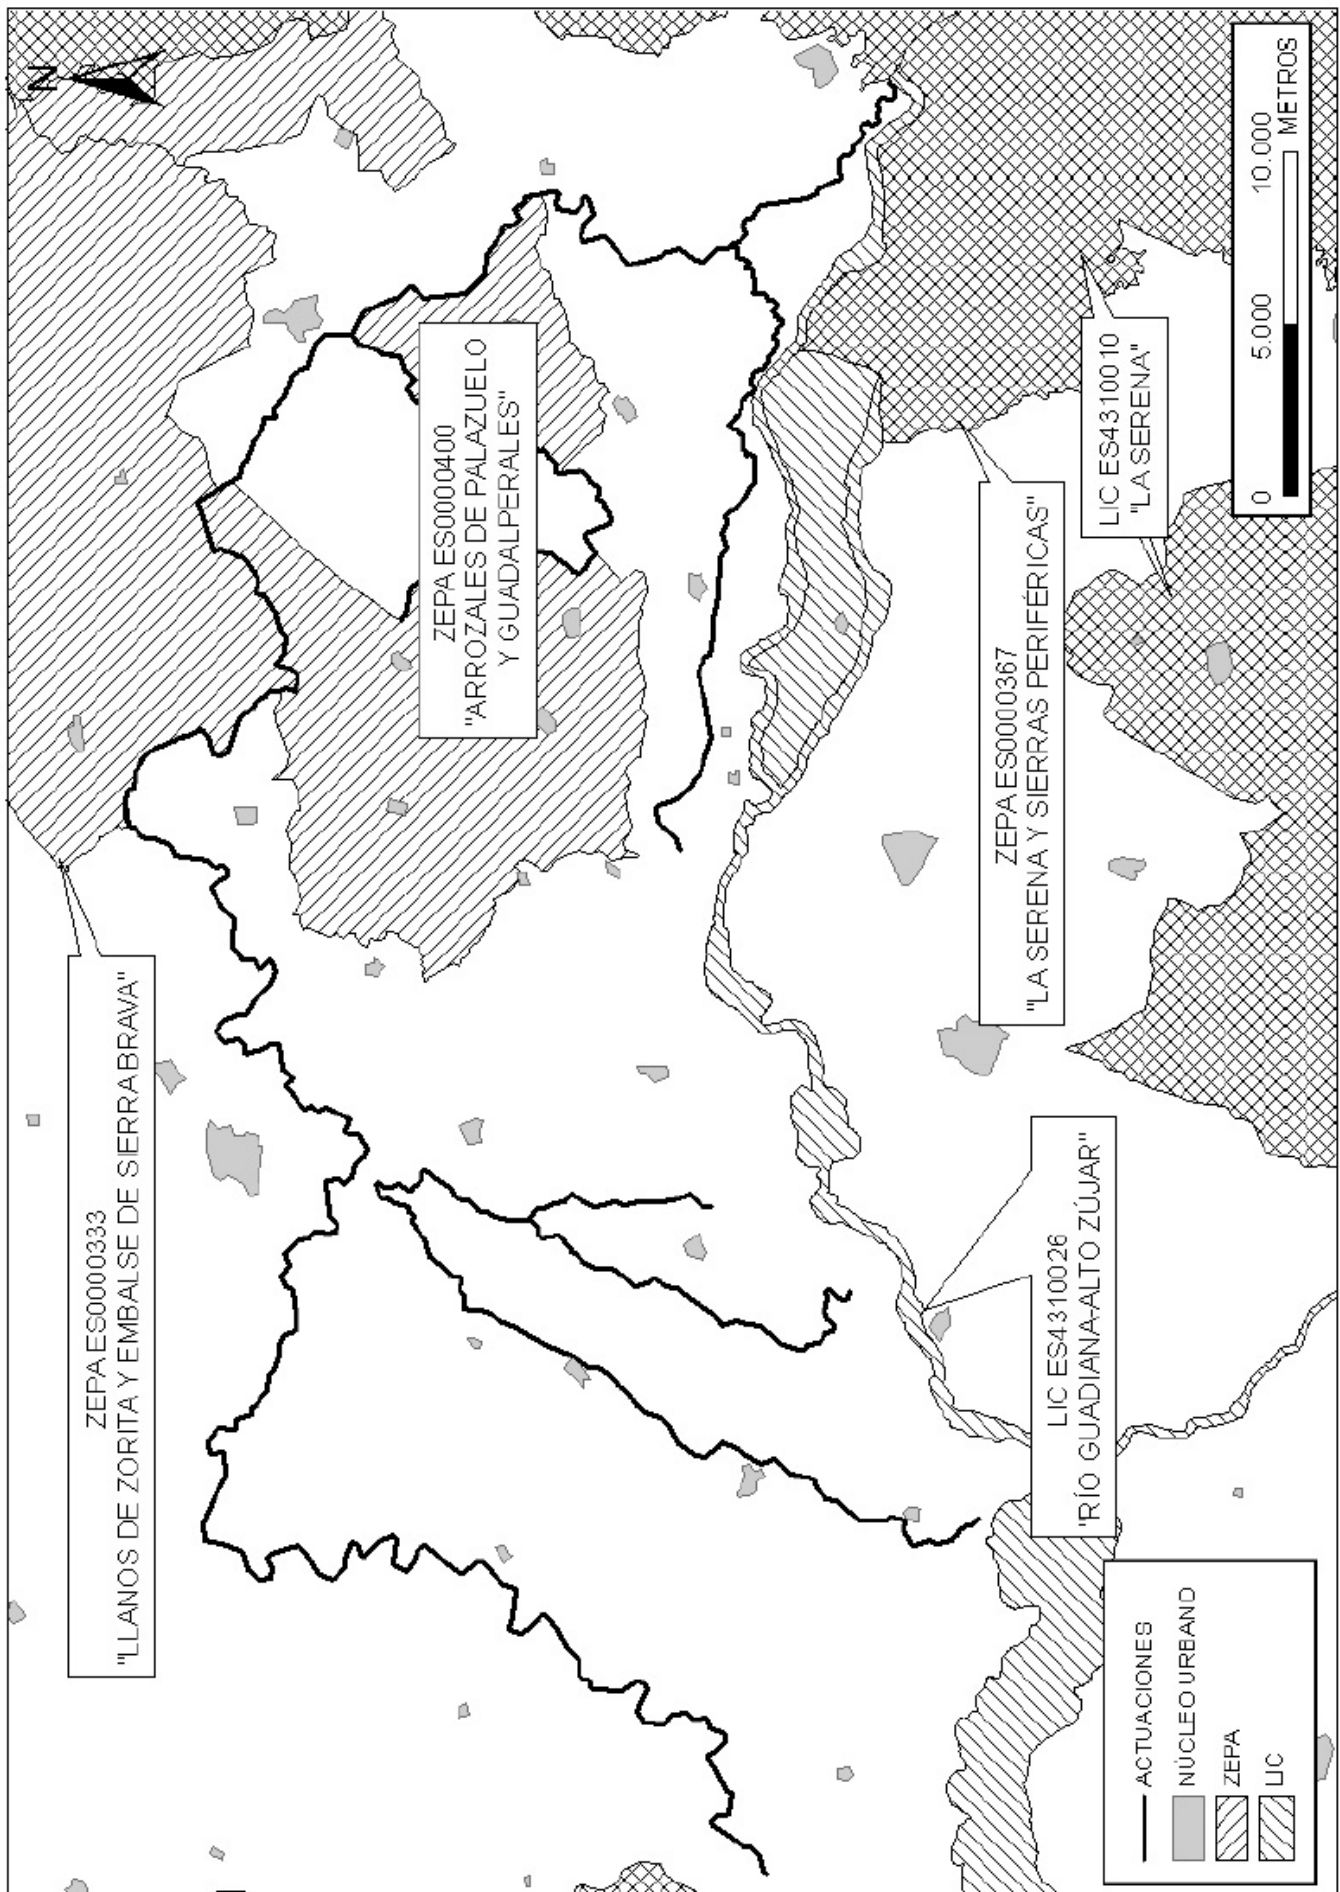 N
ZEPA ES0000333
"LLANOS DE ZORITA Y EMBALSE DE SIERRABRAVA"
ZEPA ES0000400
"ARROZALES DE PALAZUELO
Y GUADALPERALES"
ZEPA ES0000367
"LA SERENA Y SIERRAS PERIFÉRICAS"
LIC ES4310010
"LA SERENA"
LIC ES4310026
"RÍO GUADIANA-ALTO ZÚJAR"
ACTUACIONES
NÚCLEO URBANO
ZEPA
LIC
0 5.000 10.000
METROS